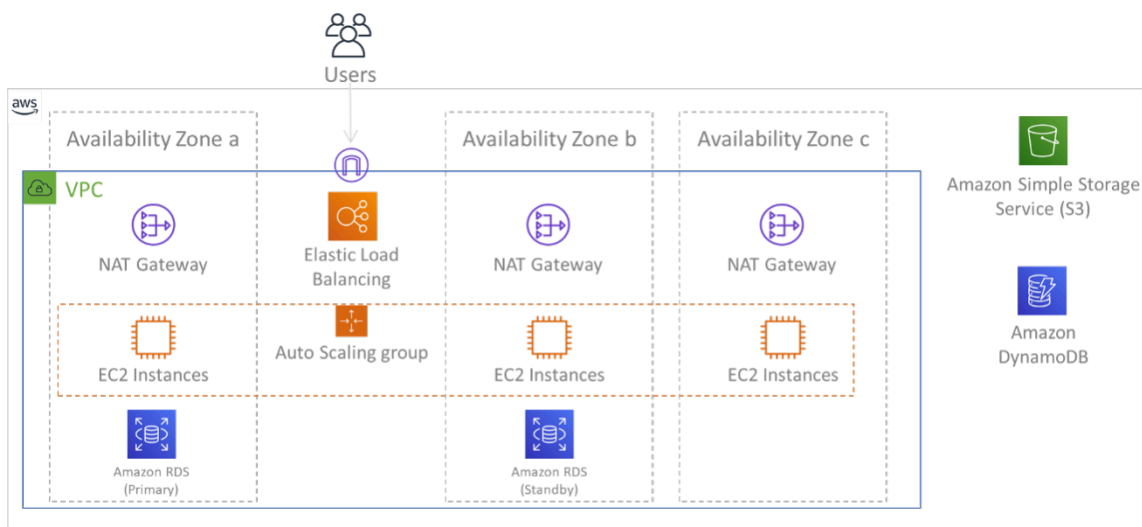 Users
aws
Availability Zone a
Availability Zone b
Availability Zone c
VPC
Amazon Simple Storage
Service (S3)
NAT Gateway
Elastic Load
Balancing
NAT Gateway
NAT Gateway
Auto Scaling group
EC2 Instances
EC2 Instances
EC2 Instances
Amazon
DynamoDB
Amazon RDS
(Primary)
Amazon RDS
(Standby)